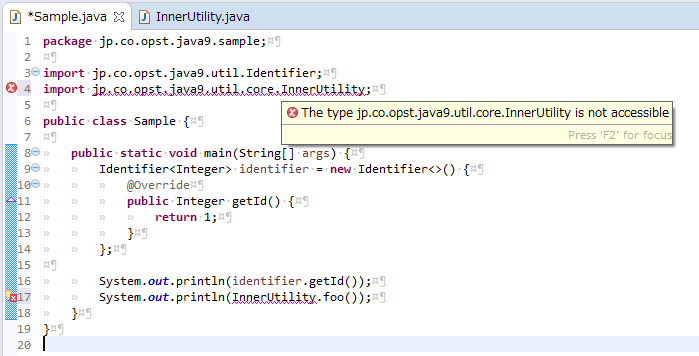 *Sample.java
InnerUtility.java
1 package jp.co.opst.java9.sample;¤¶
2 ¤¶
3 import jp.co.opst.java9.util.Identifier;¤¶
4 import jp.co.opst.java9.util.core.InnerUtility;¤¶
The type jp.co.opst.java9.util.core.InnerUtility is not accessible
Press 'F2' for focus
5 ¤¶
6 public class Sample {¤¶
7 ¤¶
8 » public static void main(String[] args) {¤¶
9 » » Identifier<Integer> identifier = new Identifier<>() {¤¶
10 » » » @Override¤¶
11 » » » public Integer getId() {¤¶
12 » » » » return 1;¤¶
13 » » » }¤¶
14 » » };¤¶
15 ¤¶
16 » » System.out.println(identifier.getId());¤¶
17 » » System.out.println(InnerUtility.foo());¤¶
18 » }¤¶
19 }¤¶
20